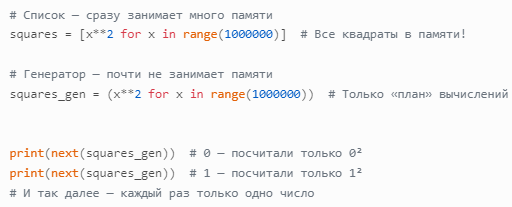 # Список — сразу занимает много памяти
squares = [x**2 for x in range(1000000)]  # Все квадраты в памяти!
# Генератор — почти не занимает памяти
squares_gen = (x**2 for x in range(1000000))  # Только «план» вычислений
print(next(squares_gen))  # 0 — посчитали только 0²
print(next(squares_gen))  # 1 — посчитали только 1²
# И так далее — каждый раз только одно число